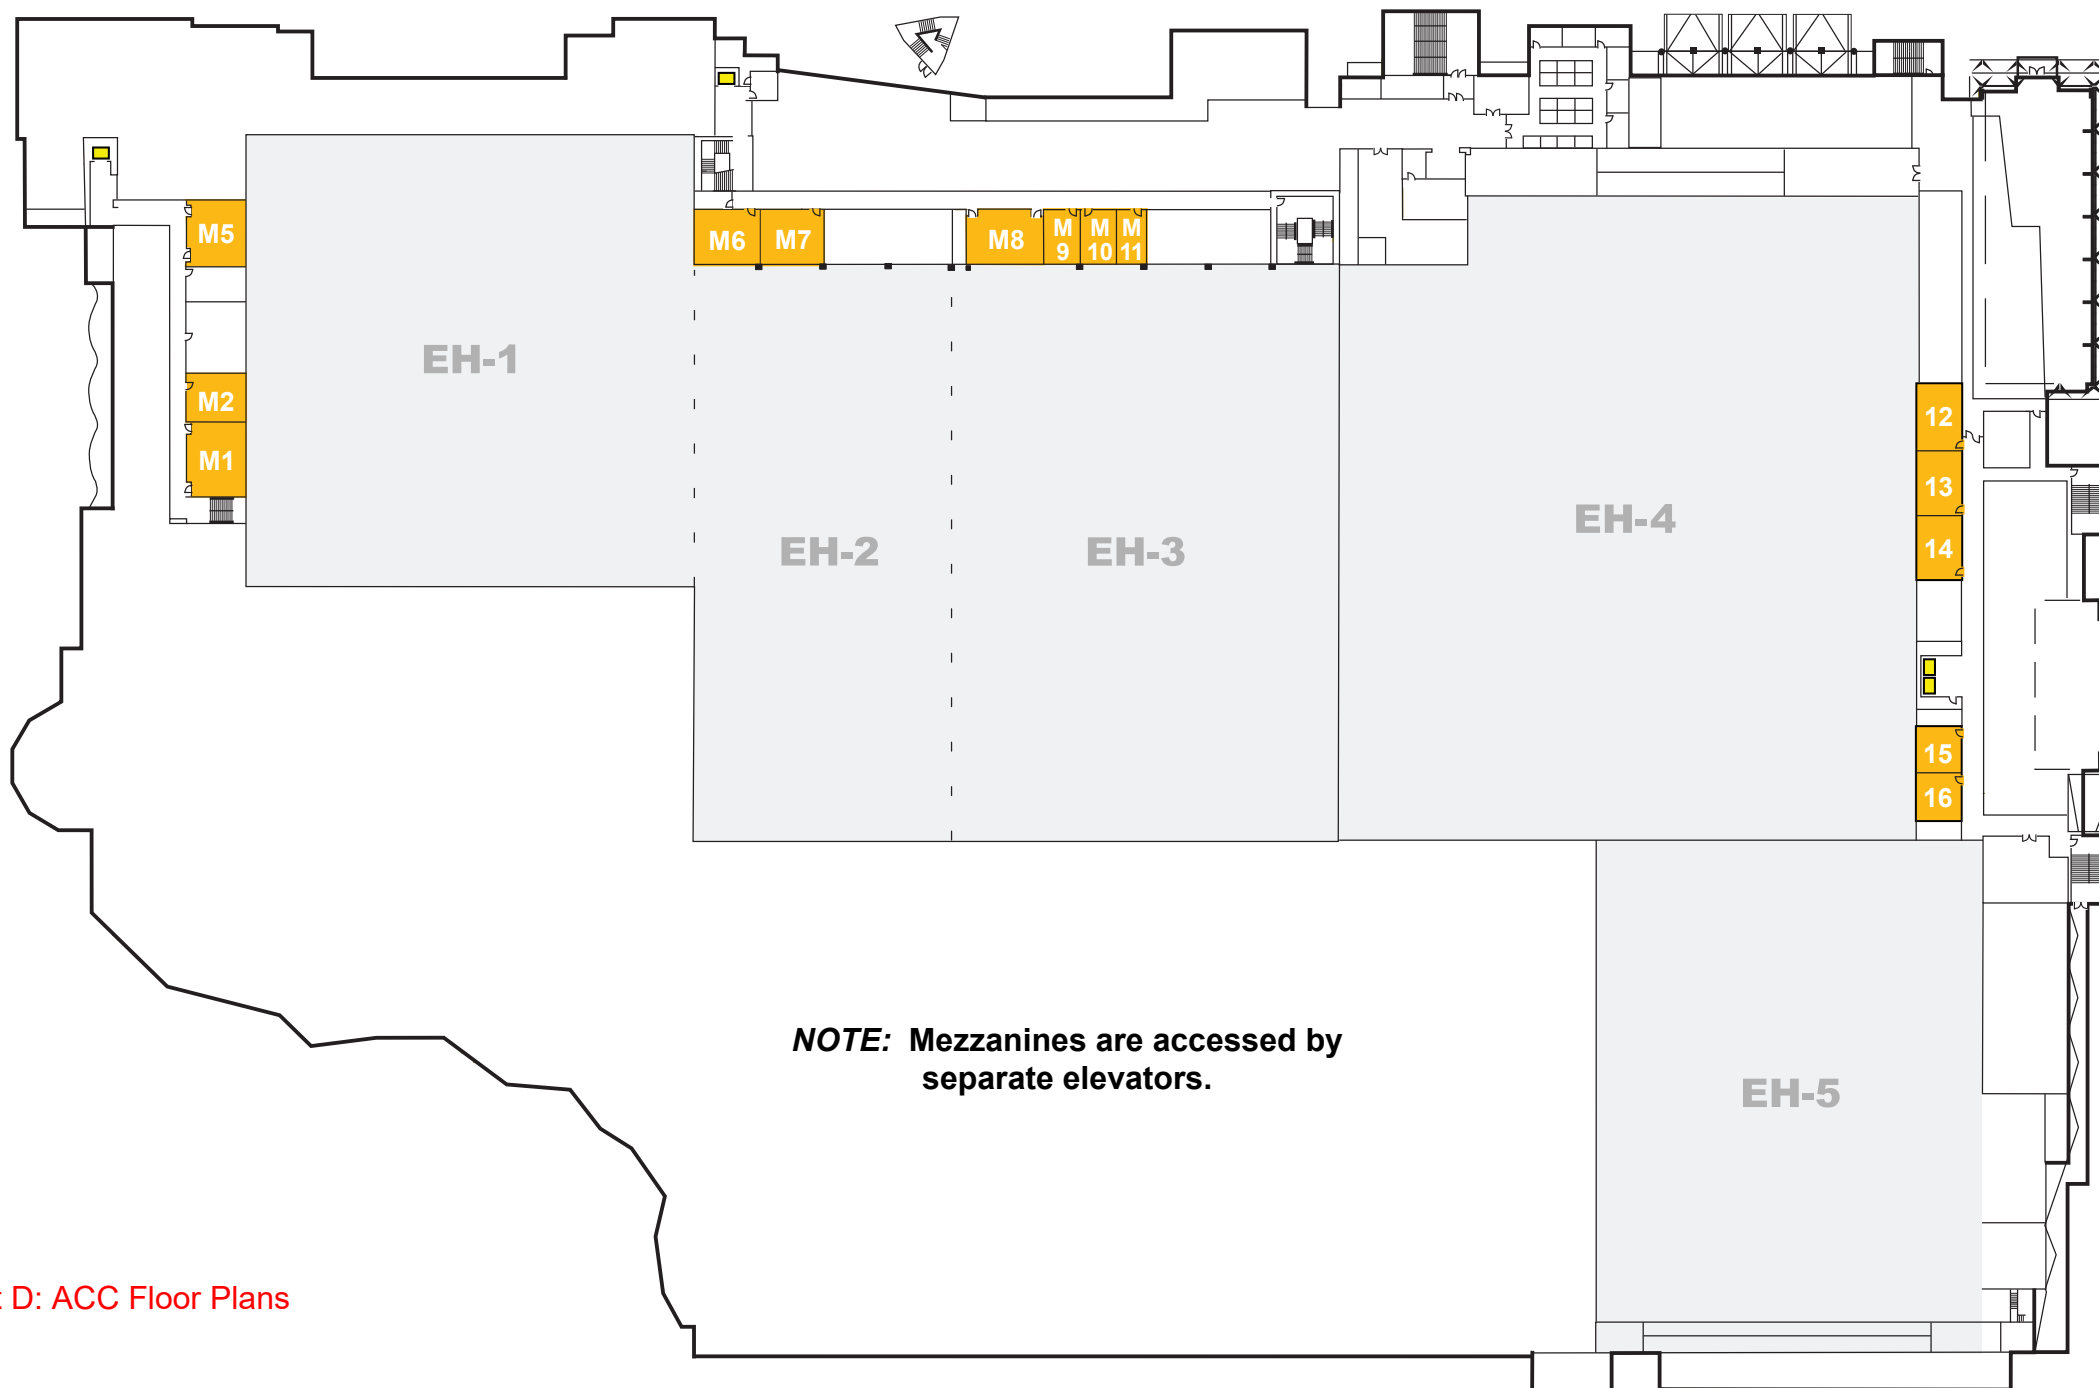 M5
M6
M7
M8
M
9
M
10
M
11
EH-1
M2
M1
12
13
14
EH-4
EH-2
EH-3
15
16
NOTE: Mezzanines are accessed by
separate elevators.
EH-5
D: ACC Floor Plans